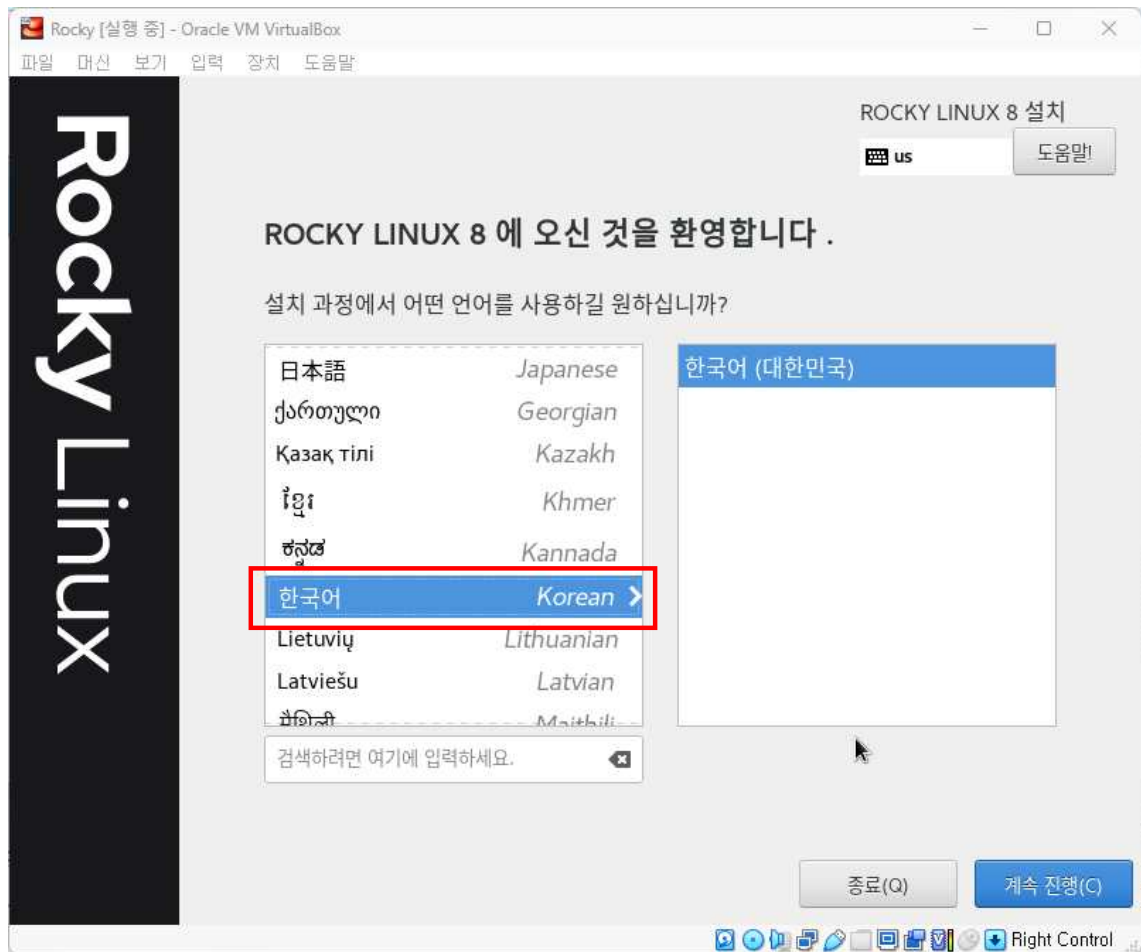 Rocky [실행 중] - Oracle VM VirtualBox
파일 머신 보기 입력 장치 도움말
Rocky Linux
ROCKY LINUX 8 설치
us
도움말!
ROCKY LINUX 8 에 오신 것을 환영합니다 .
설치 과정에서 어떤 언어를 사용하길 원하십니까?
日本語 Japanese
ქართული Georgian
Қазақ тілі Kazakh
ខ្មែរ Khmer
ಕನ್ನಡ Kannada
한국어 Korean
Lietuvių Lithuanian
Latviešu Latvian
मैथिली Maithili
한국어 (대한민국)
검색하려면 여기에 입력하세요.
종료(Q) 계속 진행(C)
Right Control